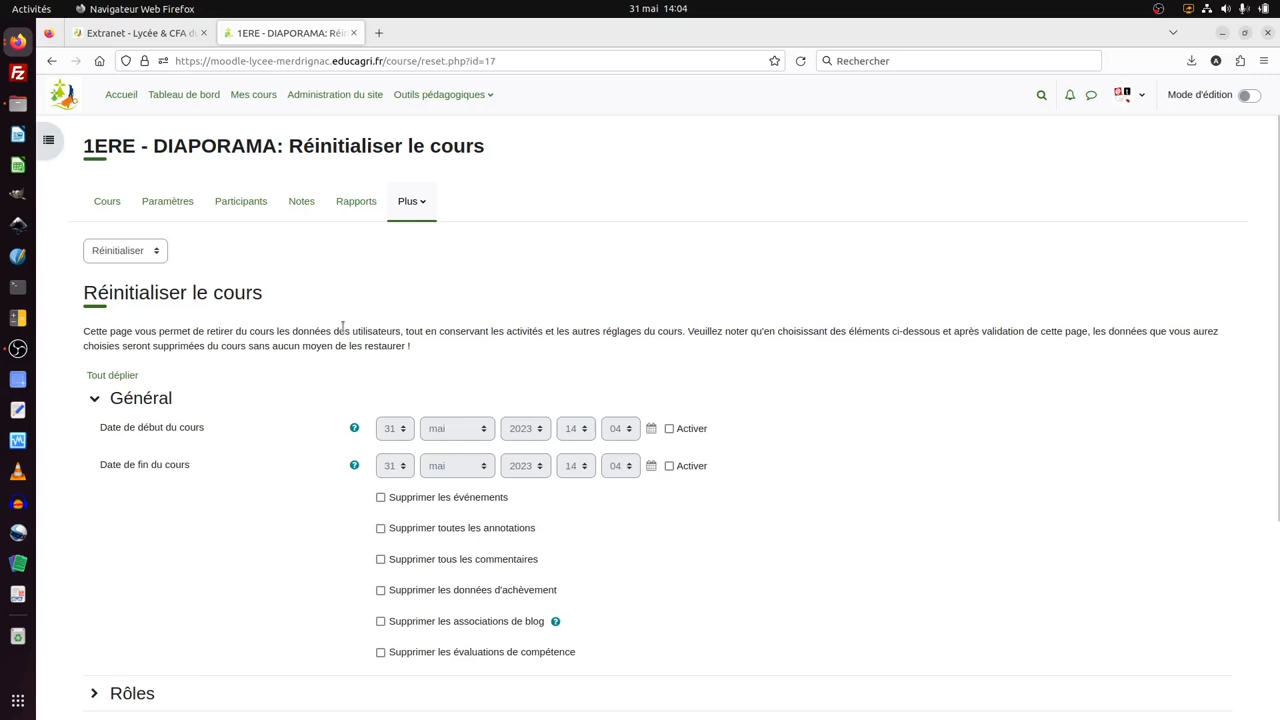 Activités
Navigateur Web Firefox
31 mai 14:04
Extranet - Lycée & CFA du
1ERE - DIAPORAMA: Réin
https://moodle-lycee-merdrignac.educagri.fr/course/reset.php?id=17
Rechercher
Accueil
Tableau de bord
Mes cours
Administration du site
Outils pédagogiques
Mode d'édition
1ERE - DIAPORAMA: Réinitialiser le cours
Cours
Paramètres
Participants
Notes
Rapports
Plus
Réinitialiser
Réinitialiser le cours
Cette page vous permet de retirer du cours les données des utilisateurs, tout en conservant les activités et les autres réglages du cours. Veuillez noter qu'en choisissant des éléments ci-dessous et après validation de cette page, les données que vous aurez
choisies seront supprimées du cours sans aucun moyen de les restaurer !
Tout déplier
Général
Date de début du cours
31 mai 2023 14 04 Activer
Date de fin du cours
31 mai 2023 14 04 Activer
Supprimer les événements
Supprimer toutes les annotations
Supprimer tous les commentaires
Supprimer les données d'achèvement
Supprimer les associations de blog
Supprimer les évaluations de compétence
Rôles